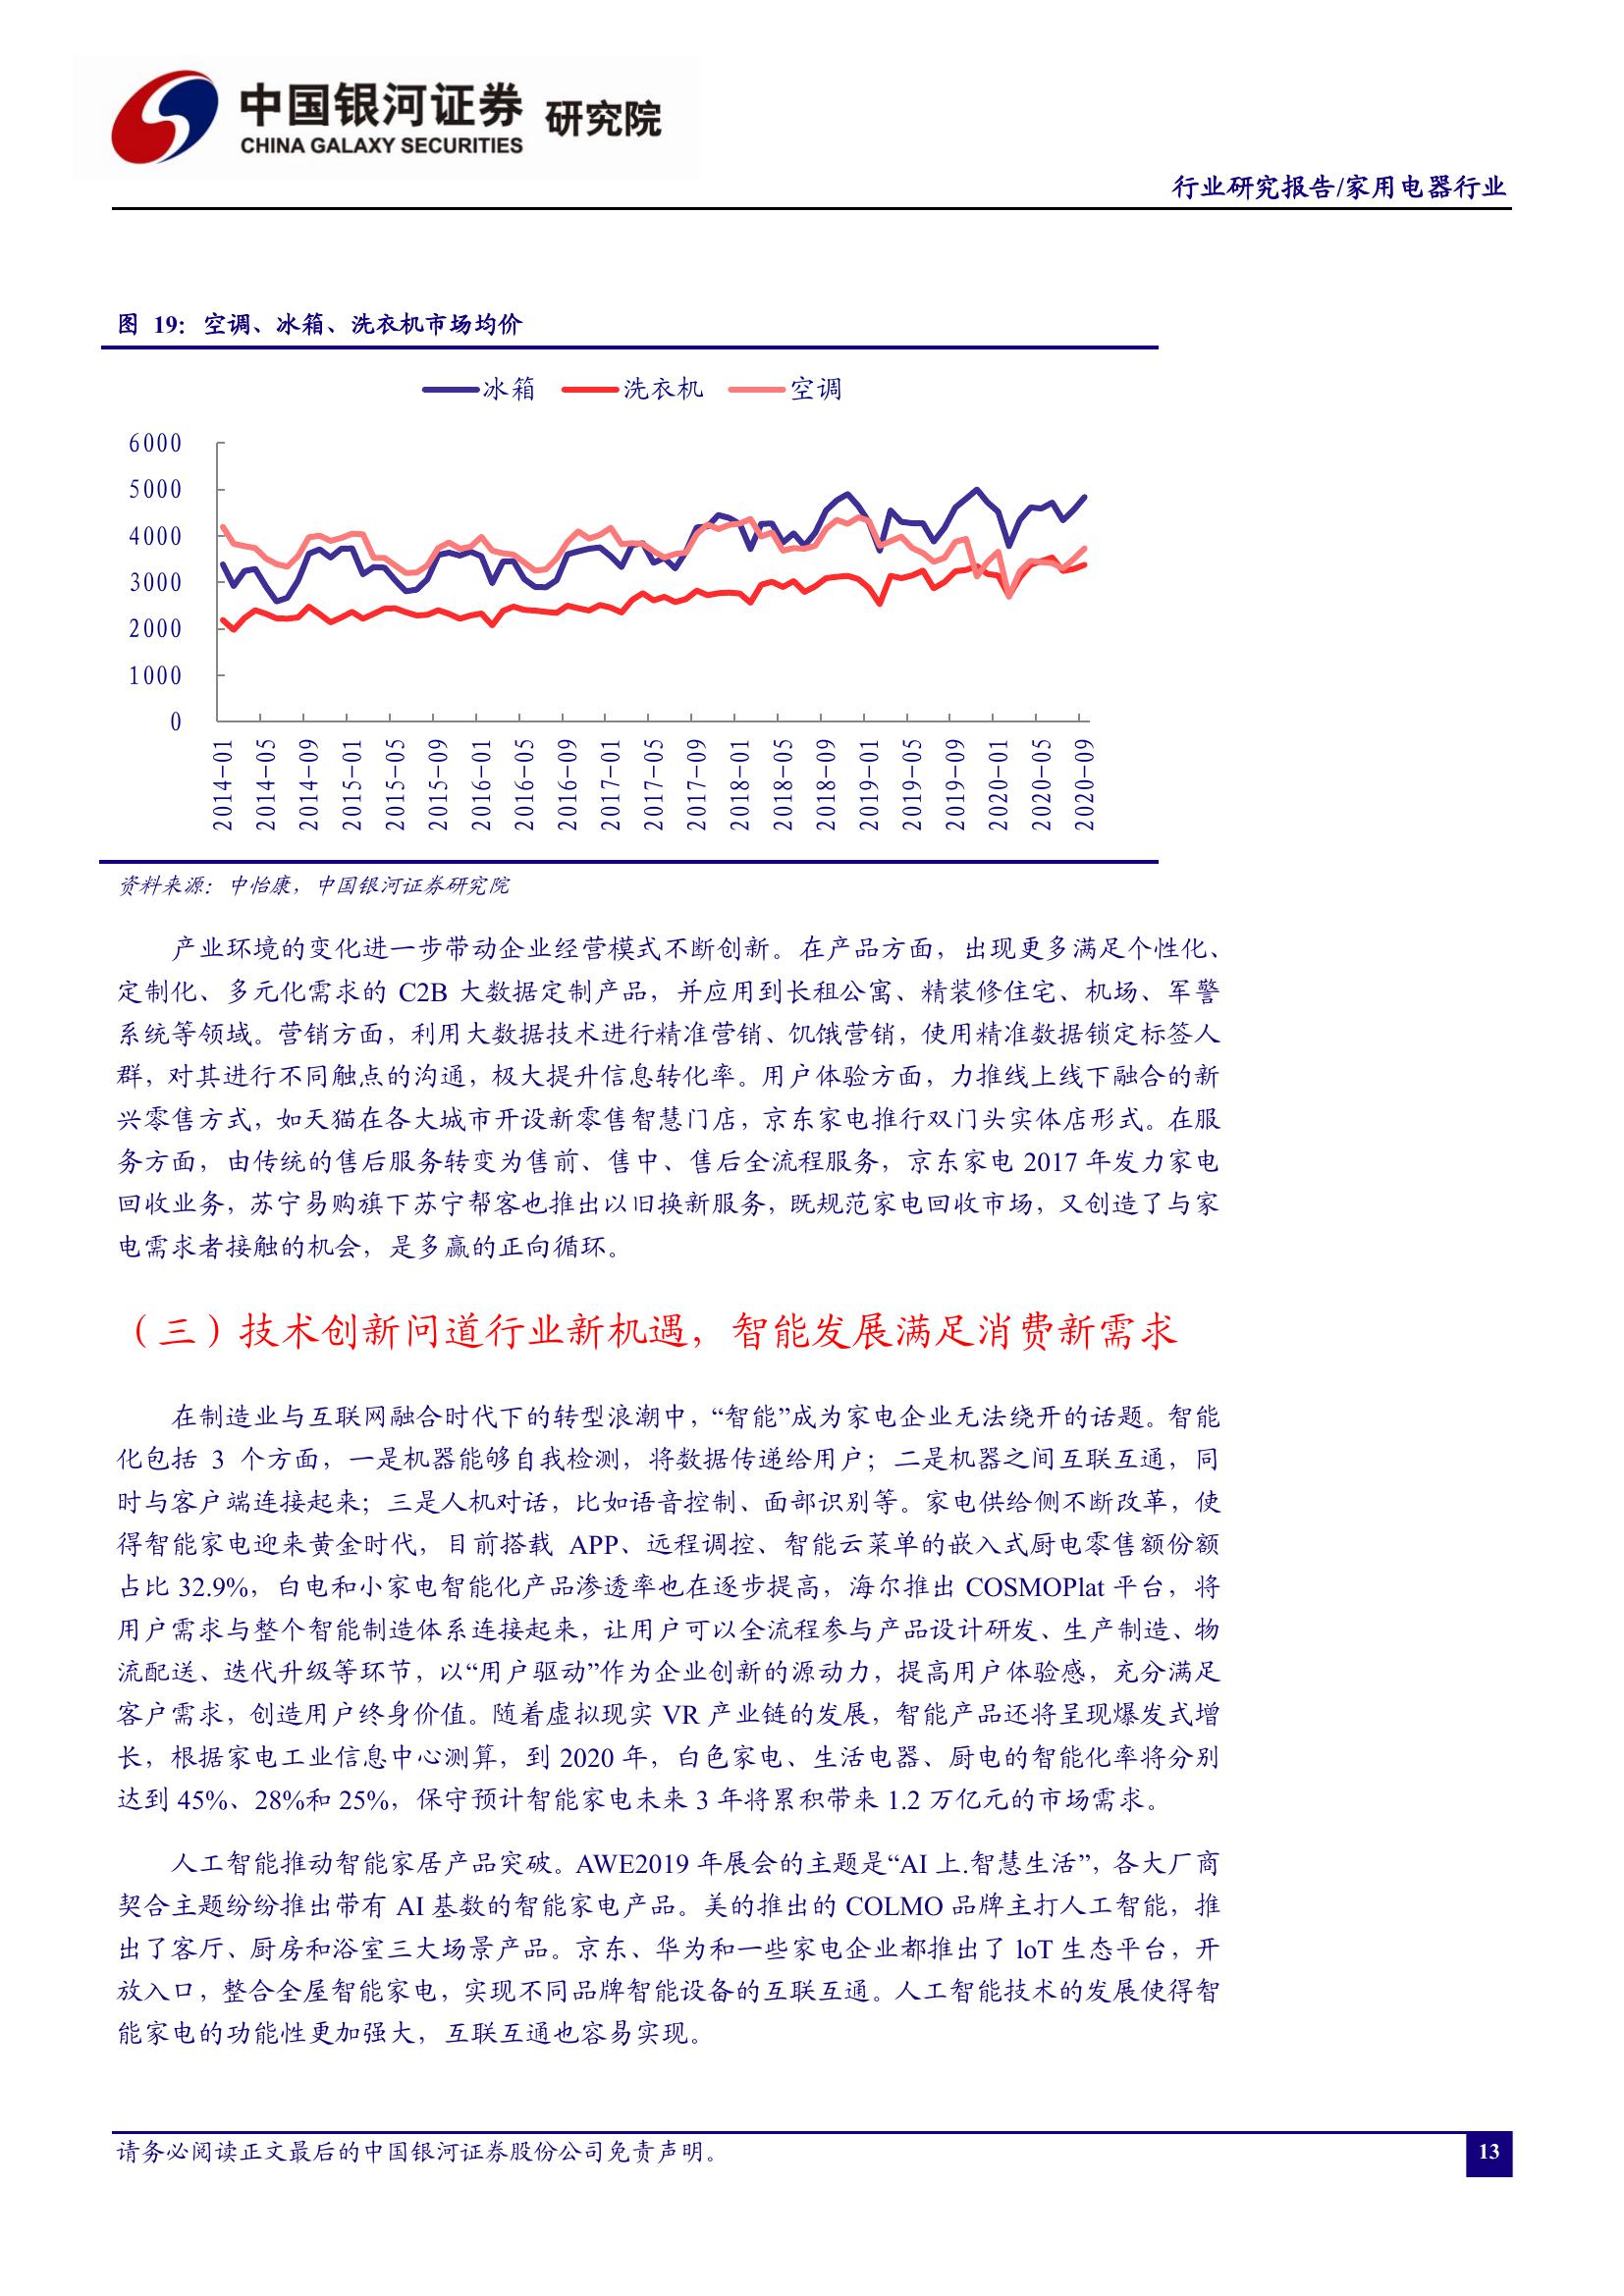 中国银河证券 研究院
CHINA GALAXY SECURITIES
行业研究报告/家用电器行业
图 19：空调、冰箱、洗衣机市场均价
冰箱 洗衣机 空调
6000
5000
4000
3000
2000
1000
0
2014-01 2014-05 2014-09 2015-01 2015-05 2015-09 2016-01 2016-05 2016-09 2017-01 2017-05 2017-09 2018-01 2018-05 2018-09 2019-01 2019-05 2019-09 2020-01 2020-05 2020-09
资料来源：中怡康，中国银河证券研究院
产业环境的变化进一步带动企业经营模式不断创新。在产品方面，出现更多满足个性化、
定制化、多元化需求的 C2B 大数据定制产品，并应用到长租公寓、精装修住宅、机场、军警
系统等领域。营销方面，利用大数据技术进行精准营销、饥饿营销，使用精准数据锁定标签人
群，对其进行不同触点的沟通，极大提升信息转化率。用户体验方面，力推线上线下融合的新
兴零售方式，如天猫在各大城市开设新零售智慧门店，京东家电推行双门头实体店形式。在服
务方面，由传统的售后服务转变为售前、售中、售后全流程服务，京东家电 2017 年发力家电
回收业务，苏宁易购旗下苏宁帮客也推出以旧换新服务，既规范家电回收市场，又创造了与家
电需求者接触的机会，是多赢的正向循环。
（三）技术创新问道行业新机遇，智能发展满足消费新需求
在制造业与互联网融合时代下的转型浪潮中，“智能”成为家电企业无法绕开的话题。智能
化包括 3 个方面，一是机器能够自我检测，将数据传递给用户；二是机器之间互联互通，同
时与客户端连接起来；三是人机对话，比如语音控制、面部识别等。家电供给侧不断改革，使
得智能家电迎来黄金时代，目前搭载 APP、远程调控、智能云菜单的嵌入式厨电零售额份额
占比 32.9%，白电和小家电智能化产品渗透率也在逐步提高，海尔推出 COSMOPlat 平台，将
用户需求与整个智能制造体系连接起来，让用户可以全流程参与产品设计研发、生产制造、物
流配送、迭代升级等环节，以“用户驱动”作为企业创新的源动力，提高用户体验感，充分满足
客户需求，创造用户终身价值。随着虚拟现实 VR 产业链的发展，智能产品还将呈现爆发式增
长，根据家电工业信息中心测算，到 2020 年，白色家电、生活电器、厨电的智能化率将分别
达到 45%、28%和 25%，保守预计智能家电未来 3 年将累积带来 1.2 万亿元的市场需求。
人工智能推动智能家居产品突破。AWE2019 年展会的主题是“AI 上.智慧生活”，各大厂商
契合主题纷纷推出带有 AI 基数的智能家电产品。美的推出的 COLMO 品牌主打人工智能，推
出了客厅、厨房和浴室三大场景产品。京东、华为和一些家电企业都推出了 loT 生态平台，开
放入口，整合全屋智能家电，实现不同品牌智能设备的互联互通。人工智能技术的发展使得智
能家电的功能性更加强大，互联互通也容易实现。
请务必阅读正文最后的中国银河证券股份公司免责声明。
13